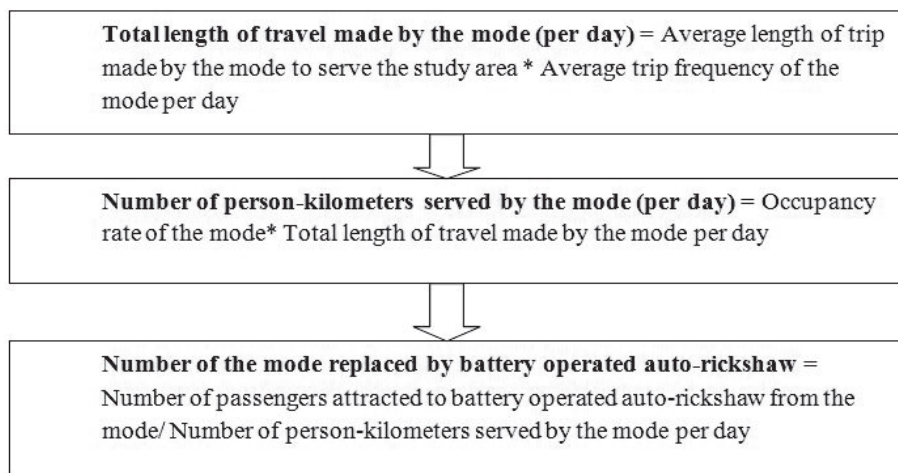 Total length of travel made by the mode (per day) = Average length of trip
made by the mode to serve the study area * Average trip frequency of the
mode per day
Number of person-kilometers served by the mode (per day) = Occupancy
rate of the mode* Total length of travel made by the mode per day
Number of the mode replaced by battery operated auto-rickshaw =
Number of passengers attracted to battery operated auto-rickshaw from the
mode/ Number of person-kilometers served by the mode per day